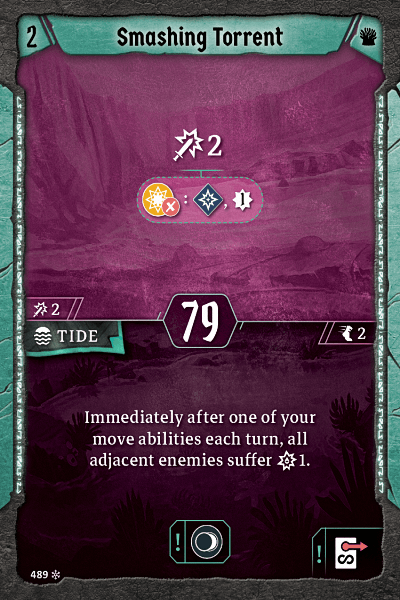 2 Smashing Torrent
2
: , 1
X
2
79
TIDE
2
Immediately after one of your
move abilities each turn, all
adjacent enemies suffer 1.
!
! S
489